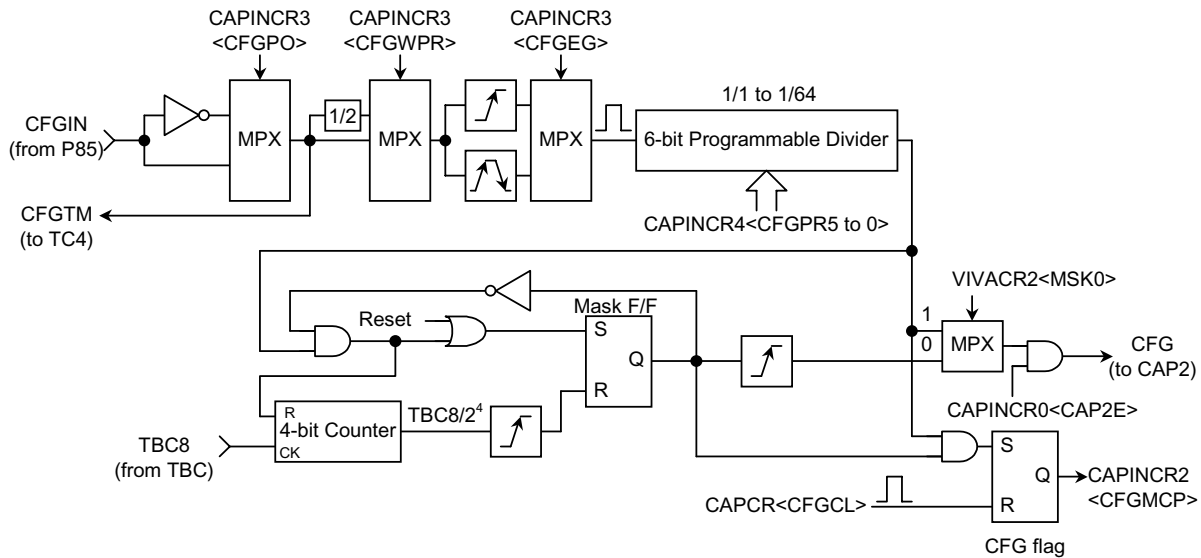 CAPINCR3
<CFGPO>
CAPINCR3
<CFGWPR>
CAPINCR3
<CFGEG>
CFGIN
(from P85)
MPX
1/2
MPX
MPX
1/1 to 1/64
6-bit Programmable Divider
CFGTM
(to TC4)
CAPINCR4<CFGPR5 to 0>
VIVACR2<MSK0>
Reset
Mask F/F
S
Q
R
1
0
MPX
CFG
(to CAP2)
CAPINCR0<CAP2E>
R
4-bit Counter
CK
TBC8/2⁴
TBC8
(from TBC)
S
Q
R
CAPINCR2
<CFGMCP>
CAPCR<CFGCL>
CFG flag